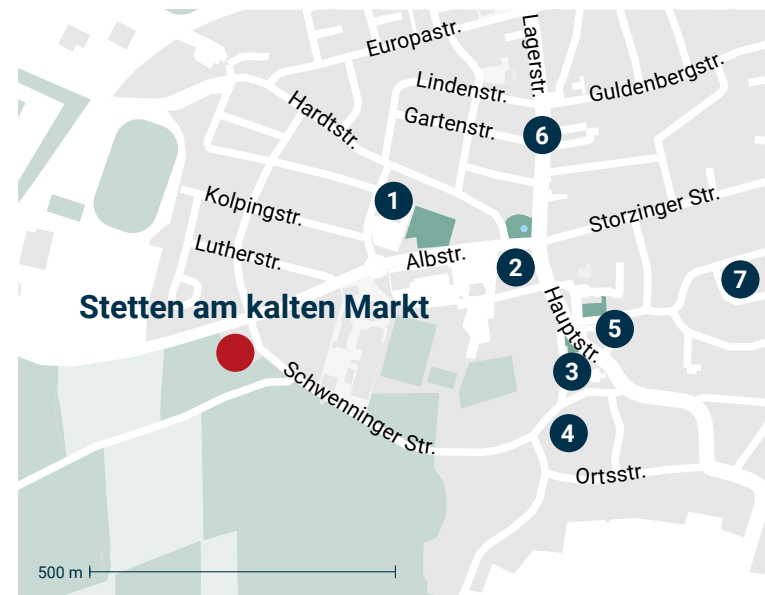 Europastr.
Lagerstr.
Lindenstr.
Guldenbergstr.
Hardtstr.
Gartenstr.
6
1
Kolpingstr.
Storzinger Str.
Lutherstr.
Albstr.
2
7
Stetten am kalten Markt
Hauptstr.
5
3
Schwenninger Str.
4
Ortsstr.
500 m